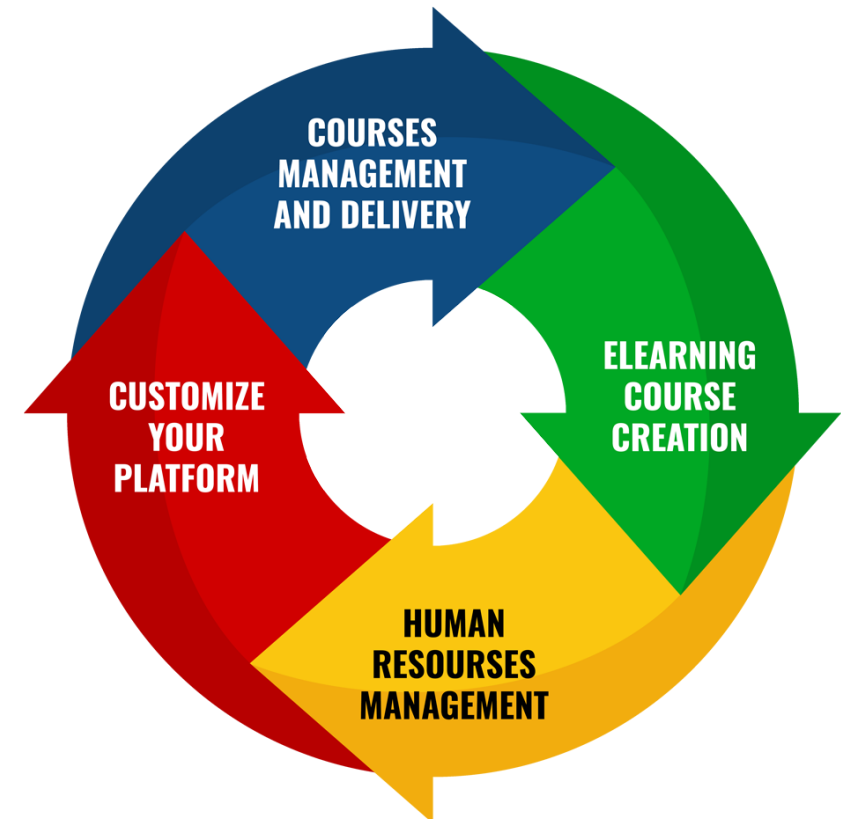 COURSES
MANAGEMENT
AND DELIVERY
ELEARNING
COURSE
CREATION
HUMAN
RESOURSES
MANAGEMENT
CUSTOMIZE
YOUR
PLATFORM